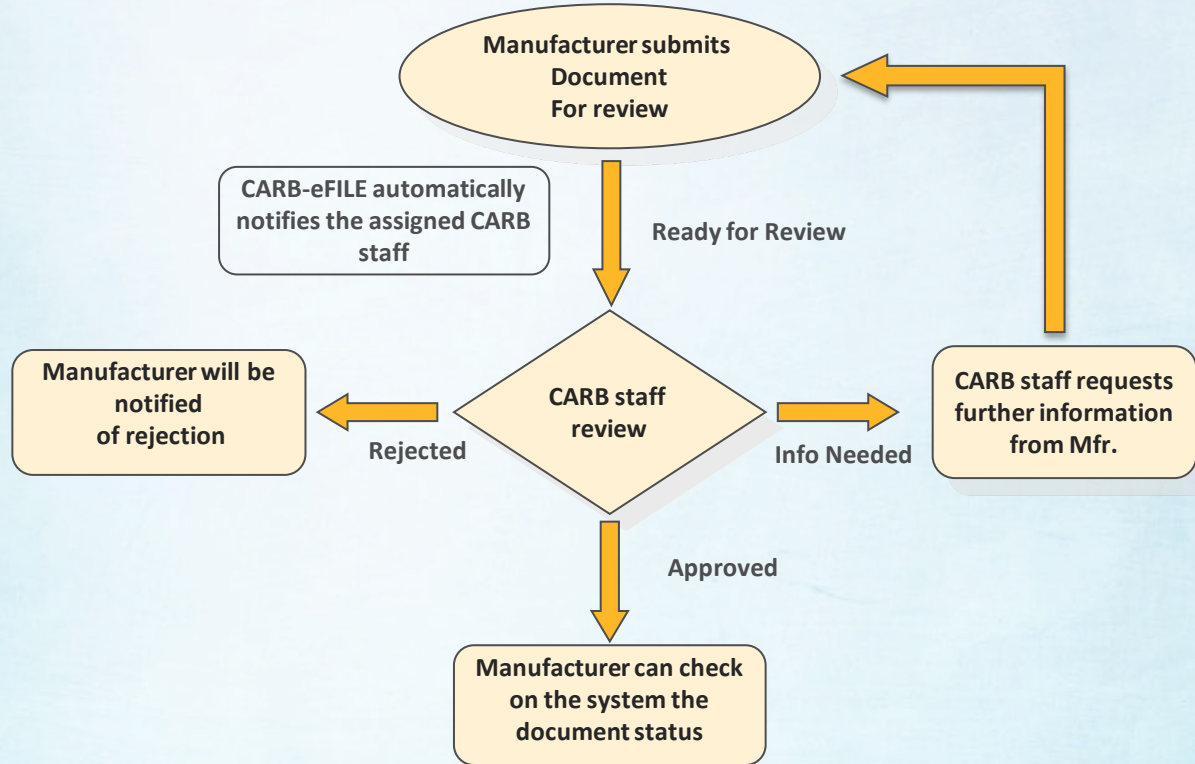 Manufacturer submits
Document
For review
CARB-eFILE automatically
notifies the assigned CARB
staff
Ready for Review
Manufacturer will be
notified
of rejection
Rejected
CARB staff
review
Info Needed
CARB staff requests
further information
from Mfr.
Approved
Manufacturer can check
on the system the
document status